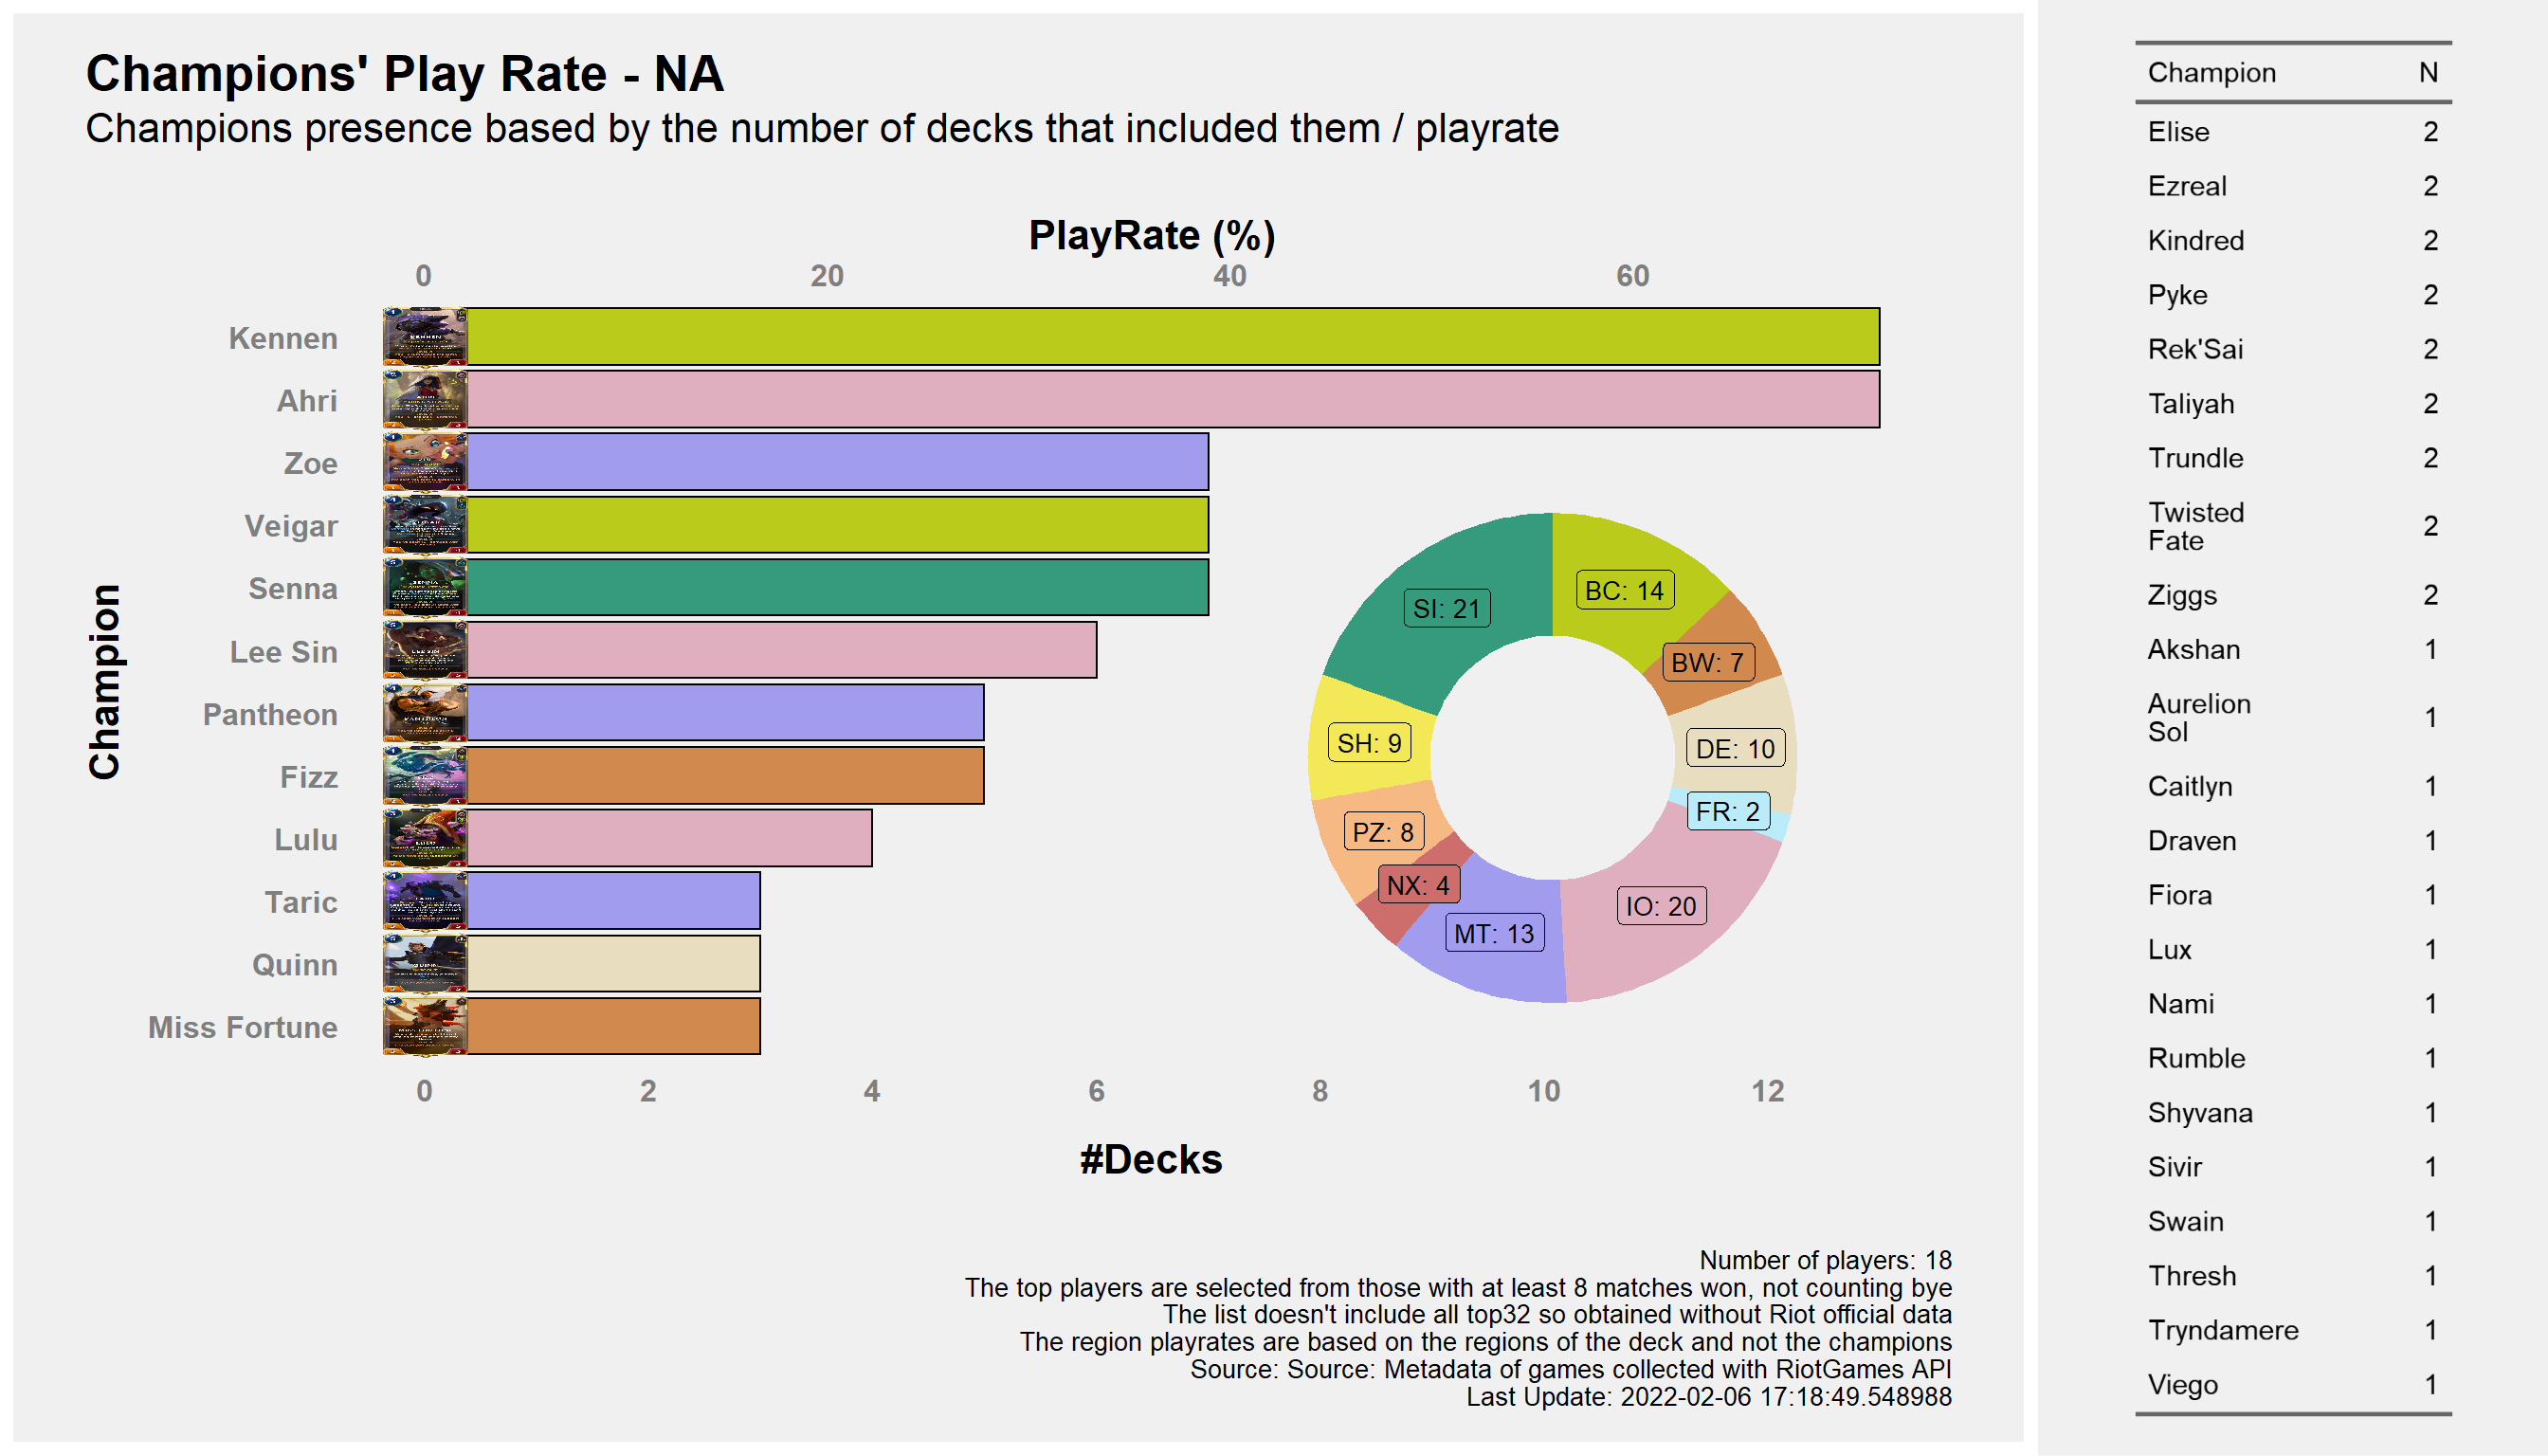 Champions' Play Rate - NA
Champions presence based by the number of decks that included them / playrate
PlayRate (%)
0 20 40 60
Champion
Kennen
Ahri
Zoe
Veigar
Senna
Lee Sin
Pantheon
Fizz
Lulu
Taric
Quinn
Miss Fortune
SI: 21
BC: 14
BW: 7
SH: 9
DE: 10
FR: 2
PZ: 8
NX: 4
IO: 20
MT: 13
0 2 4 6 8 10 12
#Decks
Number of players: 18
The top players are selected from those with at least 8 matches won, not counting bye
The list doesn't include all top32 so obtained without Riot official data
The region playrates are based on the regions of the deck and not the champions
Source: Source: Metadata of games collected with RiotGames API
Last Update: 2022-02-06 17:18:49.548988
Champion N
Elise 2
Ezreal 2
Kindred 2
Pyke 2
Rek'Sai 2
Taliyah 2
Trundle 2
Twisted
Fate 2
Ziggs 2
Akshan 1
Aurelion
Sol 1
Caitlyn 1
Draven 1
Fiora 1
Lux 1
Nami 1
Rumble 1
Shyvana 1
Sivir 1
Swain 1
Thresh 1
Tryndamere 1
Viego 1